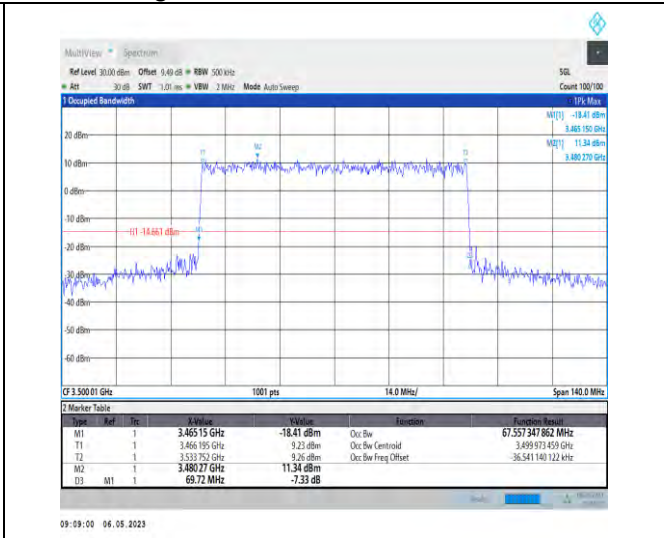 MultiView Spectrum
Ref Level 30.00 dBm Offset 9.49 dB RBW 500 kHz SGL
Att 30 dB SWT 1.01 ms VBW 2 MHz Mode Auto Sweep Count 100/100
1 Occupied Bandwidth 1Pk Max
M1[1] -18.41 dBm
3.465 150 GHz
M2[1] 11.34 dBm
3.480 270 GHz
20 dBm
M2
10 dBm
0 dBm
-10 dBm
H1 -14.661 dBm
-30 dBm
-40 dBm
-50 dBm
-60 dBm
CF 3.500 01 GHz 1001 pts 14.0 MHz/ Span 140.0 MHz
2 Marker Table
Type Ref Trc X-Value Y-Value Function Function Result
M1 1 3.465 15 GHz -18.41 dBm Occ Bw 67.557 347 862 MHz
T1 1 3.466 195 GHz 9.23 dBm Occ Bw Centroid 3.499 973 459 GHz
T2 1 3.533 752 GHz 9.26 dBm Occ Bw Freq Offset -36.541 140 122 kHz
M2 1 3.480 27 GHz 11.34 dBm
D3 M1 1 69.72 MHz -7.33 dB
09:09:00 06.05.2023